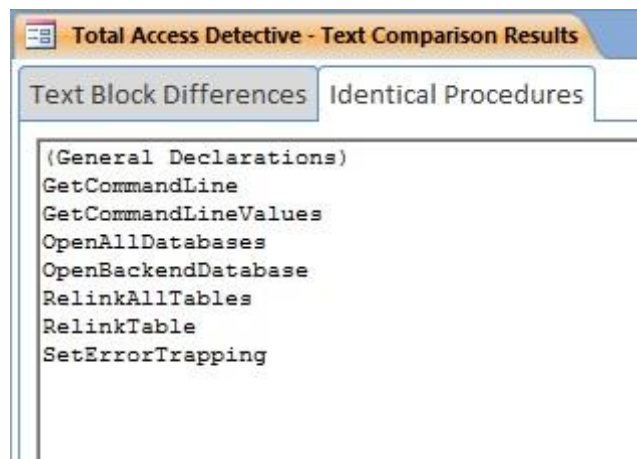 Total Access Detective - Text Comparison Results
Text Block Differences
Identical Procedures
(General Declarations)
GetCommandLine
GetCommandLineValues
OpenAllDatabases
OpenBackendDatabase
RelinkAllTables
RelinkTable
SetErrorTrapping